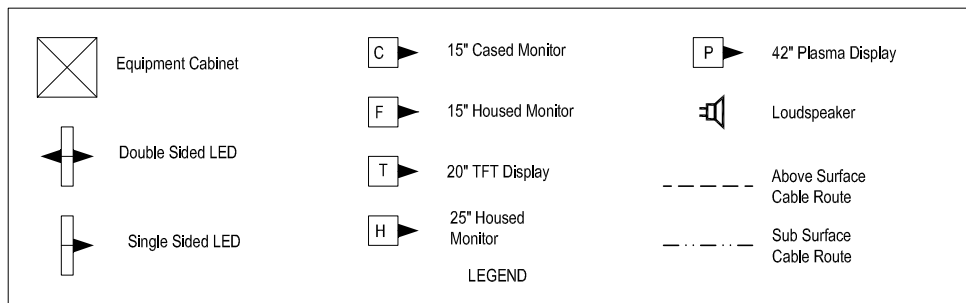 Equipment Cabinet
Double Sided LED
Single Sided LED
C
15" Cased Monitor
F
15" Housed Monitor
T
20" TFT Display
H
25" Housed
Monitor
P
42" Plasma Display
Loudspeaker
Above Surface
Cable Route
Sub Surface
Cable Route
LEGEND